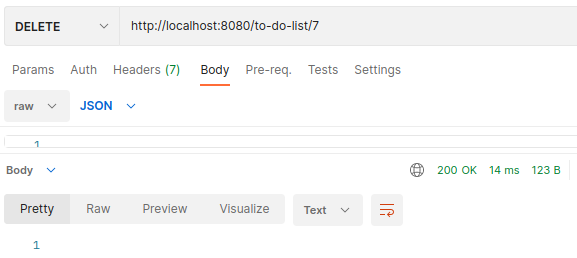 DELETE http://localhost:8080/to-do-list/7
Params Auth Headers (7) Body Pre-req. Tests Settings
raw JSON
1
Body 200 OK 14 ms 123 B
Pretty Raw Preview Visualize Text
1